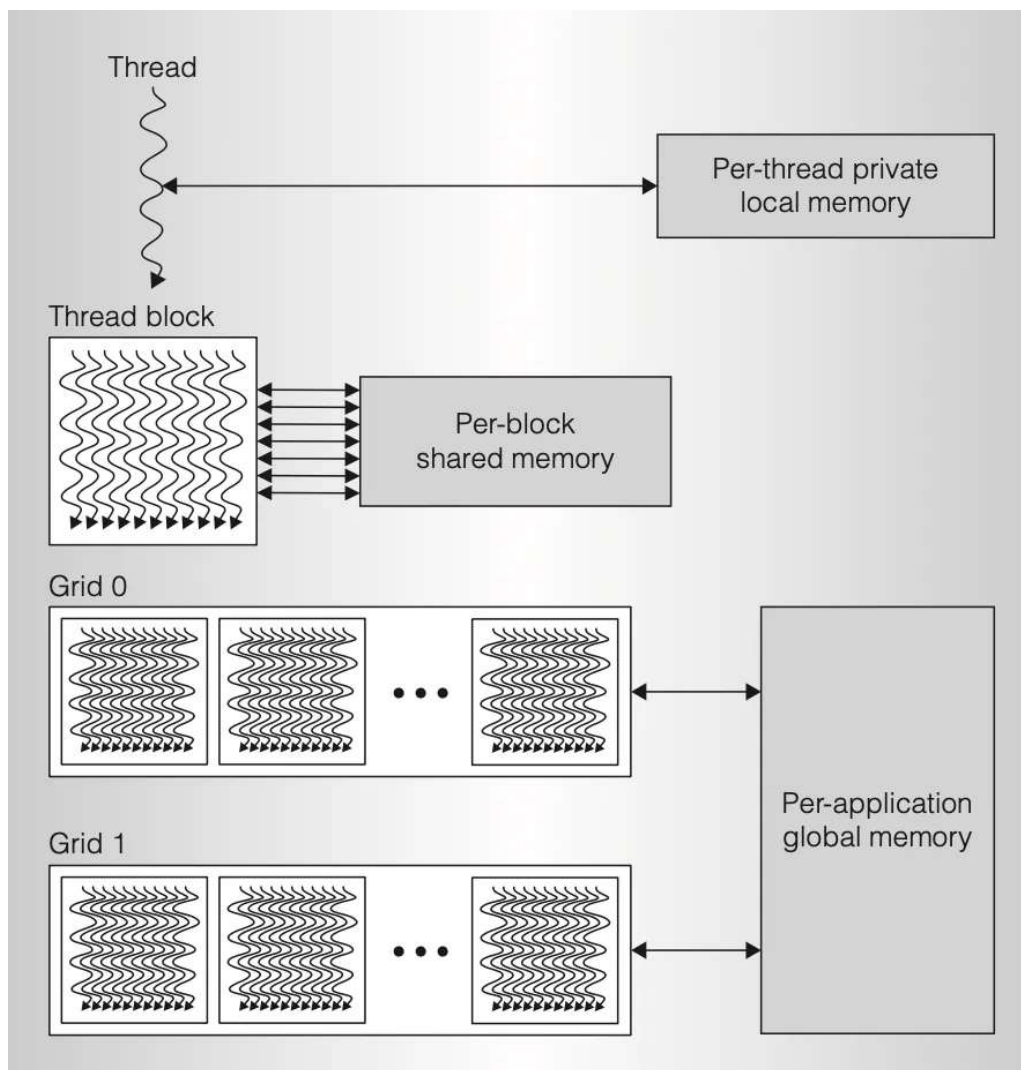 Thread
Per-thread private
local memory
Thread block
Per-block
shared memory
Grid 0
Grid 1
Per-application
global memory